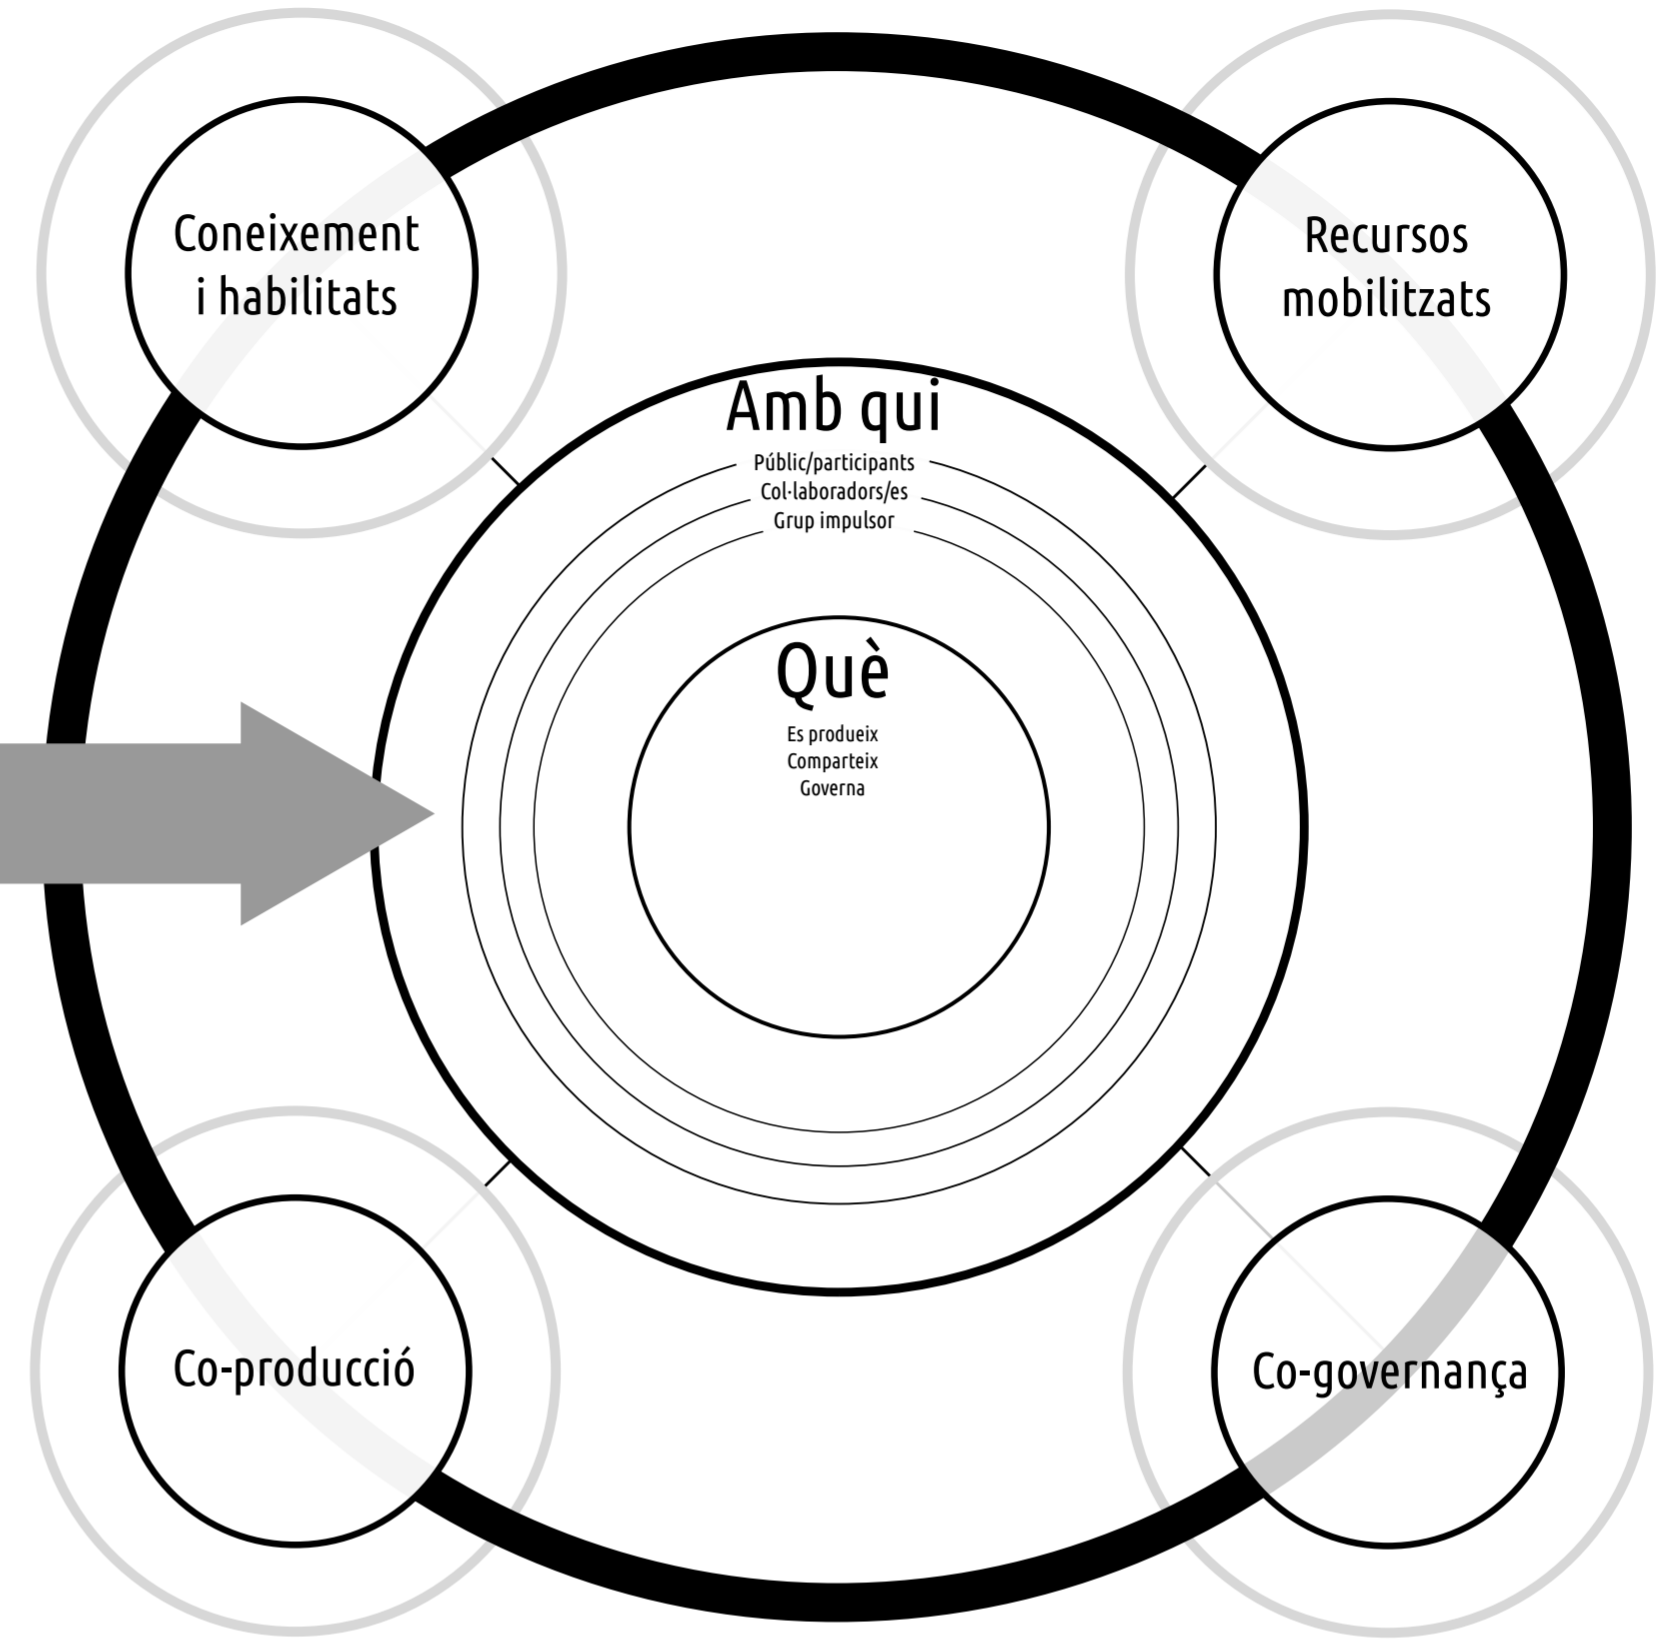 Coneixement
i habilitats
Recursos
mobilitzats
Amb qui
Públic/participants
Col·laboradors/es
Grup impulsor
Què
Es produeix
Comparteix
Governa
Co-producció
Co-governança